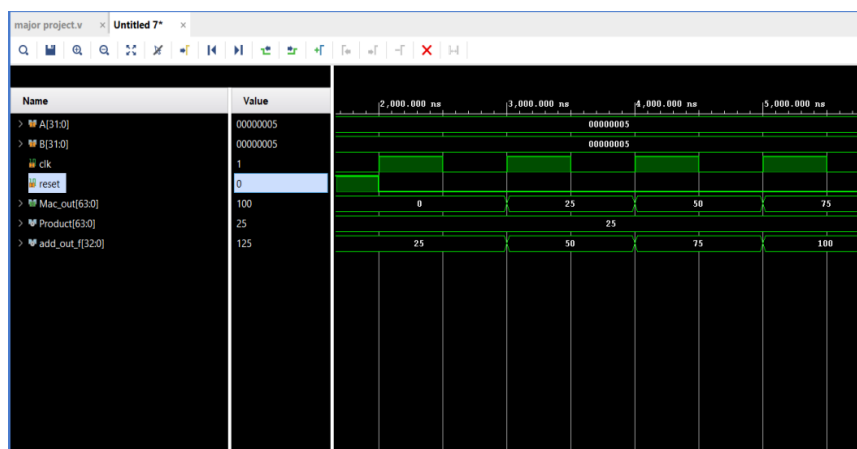 major project.v × Untitled 7* ×
2,000.000 ns 3,000.000 ns 4,000.000 ns 5,000.000 ns
Name Value
A[31:0] 00000005 00000005
B[31:0] 00000005 00000005
clk 1
reset 0
Mac_out[63:0] 100 0 25 50 75
Product[63:0] 25 25
add_out_f[32:0] 125 25 50 75 100